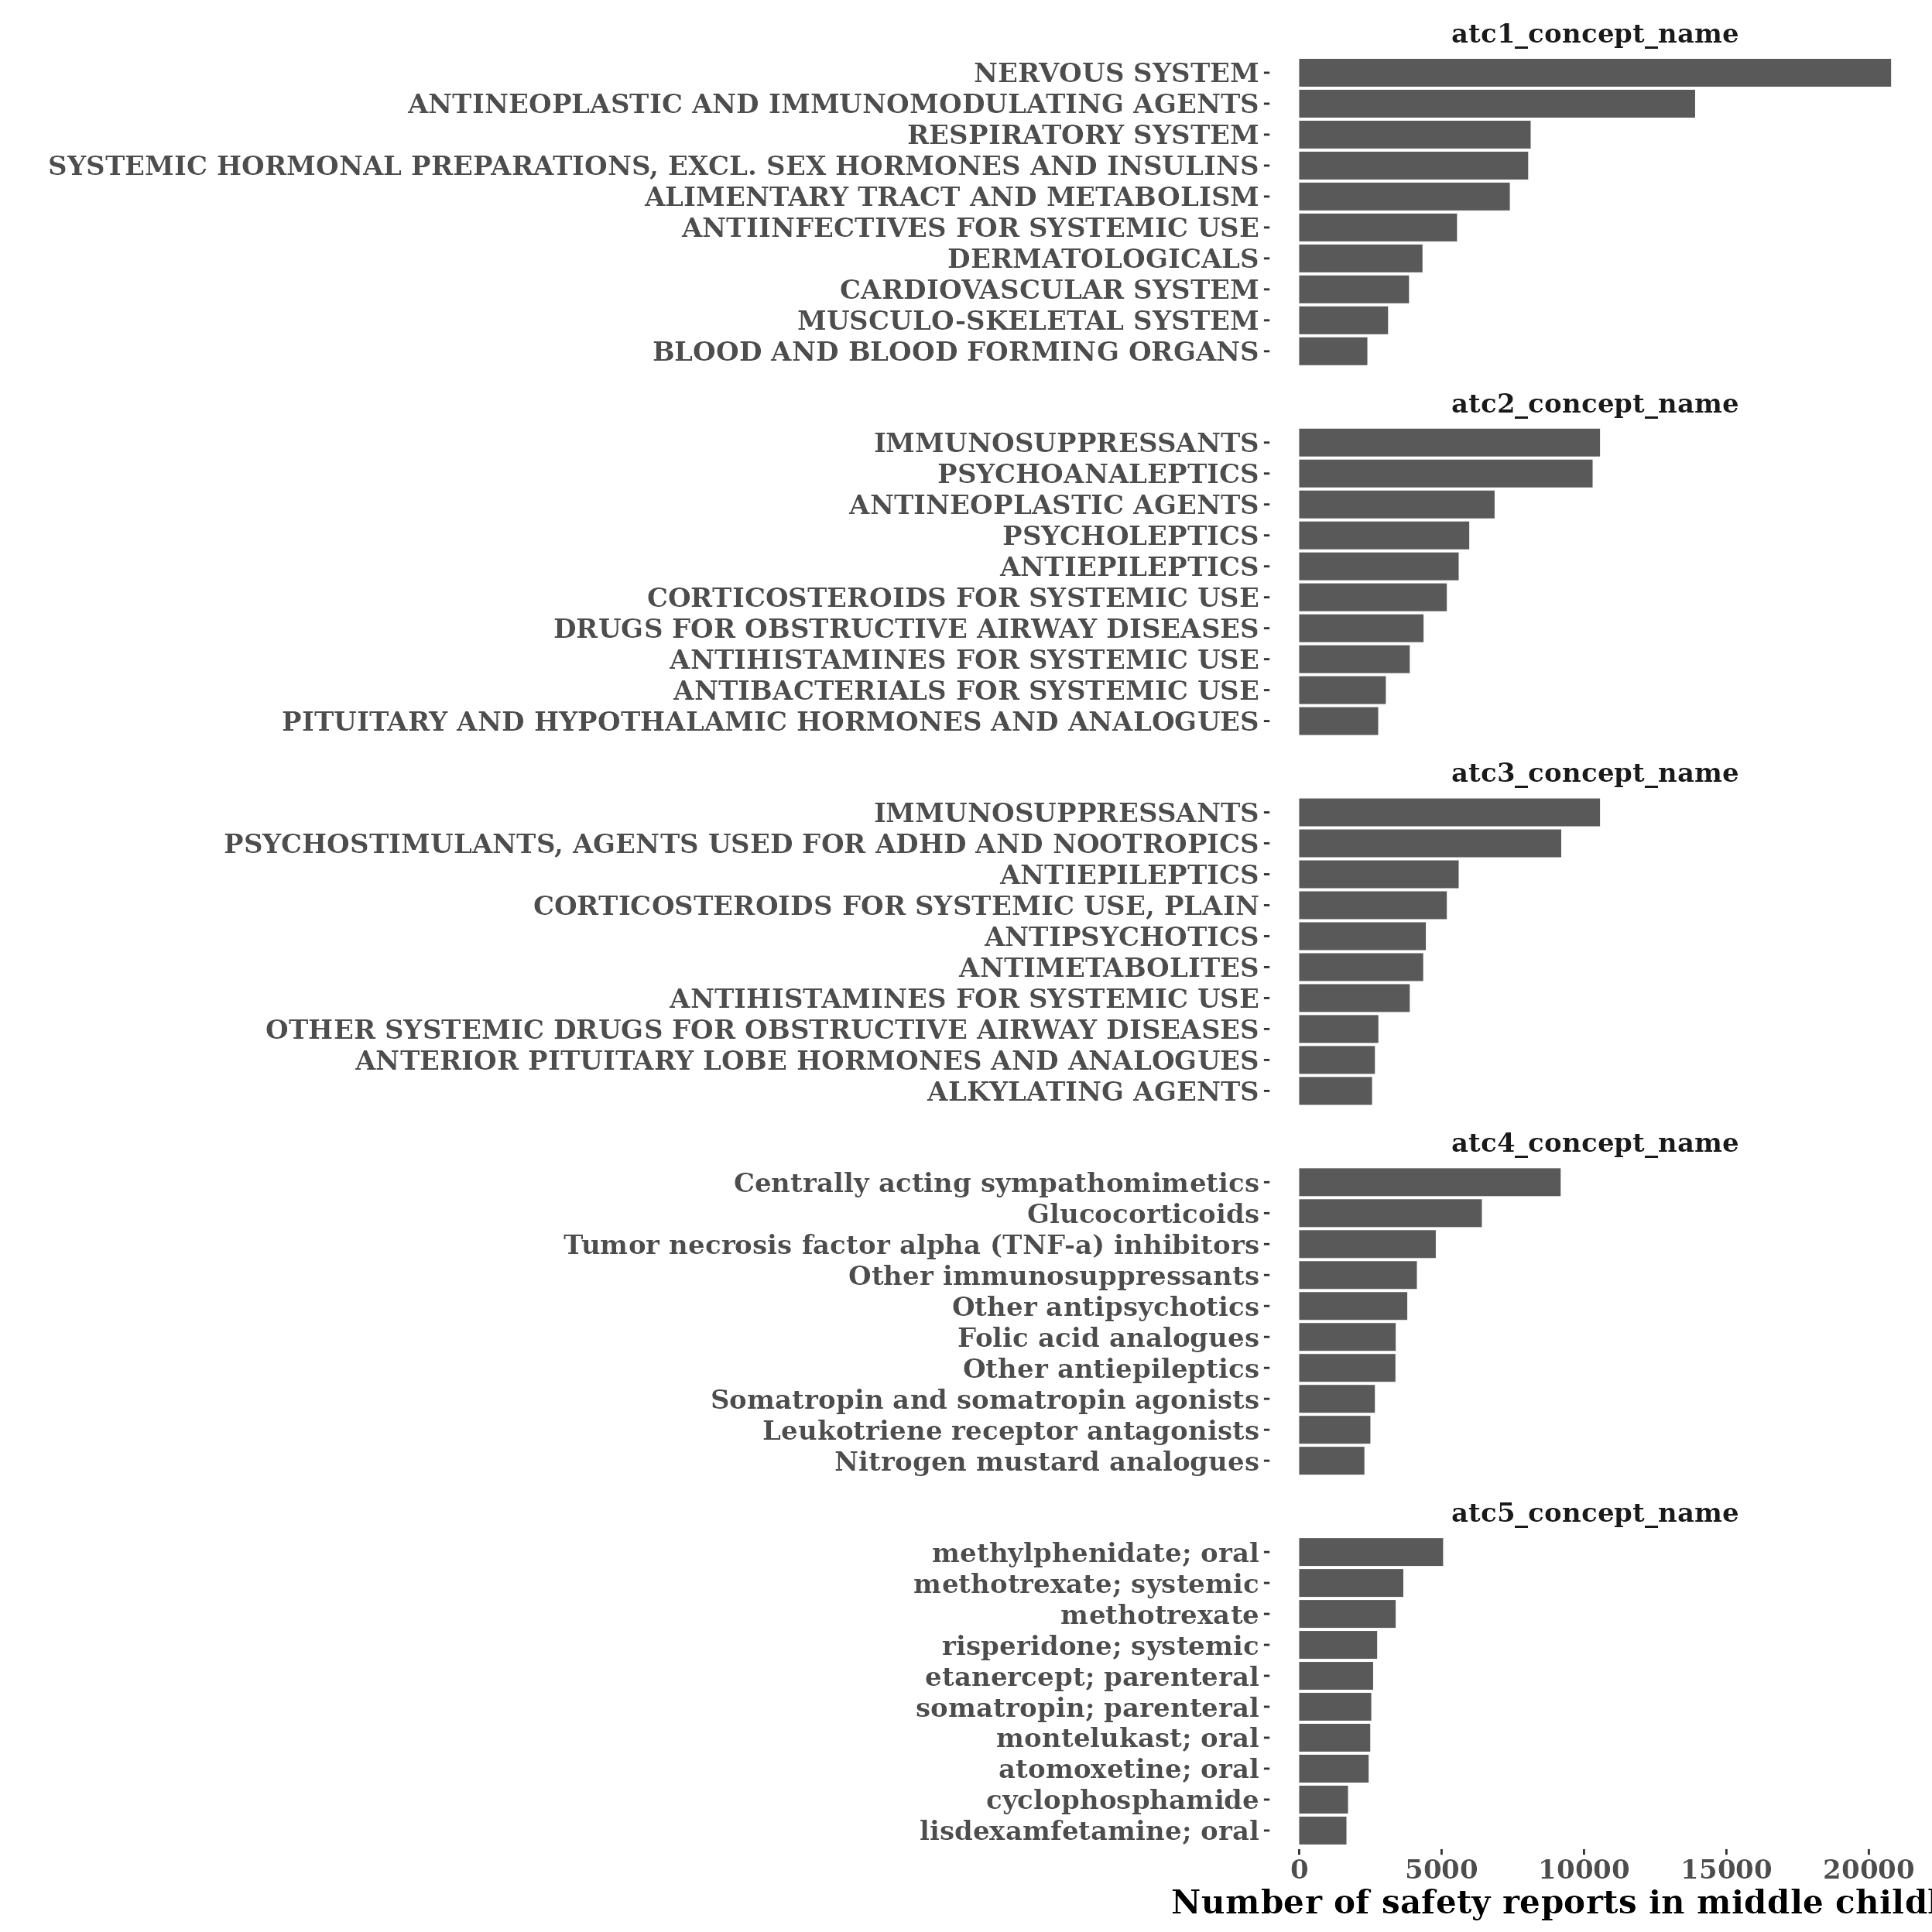 atc1_concept_name
NERVOUS SYSTEM
ANTINEOPLASTIC AND IMMUNOMODULATING AGENTS
RESPIRATORY SYSTEM
SYSTEMIC HORMONAL PREPARATIONS, EXCL. SEX HORMONES AND INSULINS
ALIMENTARY TRACT AND METABOLISM
ANTIINFECTIVES FOR SYSTEMIC USE
DERMATOLOGICALS
CARDIOVASCULAR SYSTEM
MUSCULO-SKELETAL SYSTEM
BLOOD AND BLOOD FORMING ORGANS
atc2_concept_name
IMMUNOSUPPRESSANTS
PSYCHOANALEPTICS
ANTINEOPLASTIC AGENTS
PSYCHOLEPTICS
ANTIEPILEPTICS
CORTICOSTEROIDS FOR SYSTEMIC USE
DRUGS FOR OBSTRUCTIVE AIRWAY DISEASES
ANTIHISTAMINES FOR SYSTEMIC USE
ANTIBACTERIALS FOR SYSTEMIC USE
PITUITARY AND HYPOTHALAMIC HORMONES AND ANALOGUES
atc3_concept_name
IMMUNOSUPPRESSANTS
PSYCHOSTIMULANTS, AGENTS USED FOR ADHD AND NOOTROPICS
ANTIEPILEPTICS
CORTICOSTEROIDS FOR SYSTEMIC USE, PLAIN
ANTIPSYCHOTICS
ANTIMETABOLITES
ANTIHISTAMINES FOR SYSTEMIC USE
OTHER SYSTEMIC DRUGS FOR OBSTRUCTIVE AIRWAY DISEASES
ANTERIOR PITUITARY LOBE HORMONES AND ANALOGUES
ALKYLATING AGENTS
atc4_concept_name
Centrally acting sympathomimetics
Glucocorticoids
Tumor necrosis factor alpha (TNF-a) inhibitors
Other immunosuppressants
Other antipsychotics
Folic acid analogues
Other antiepileptics
Somatropin and somatropin agonists
Leukotriene receptor antagonists
Nitrogen mustard analogues
atc5_concept_name
methylphenidate; oral
methotrexate; systemic
methotrexate
risperidone; systemic
etanercept; parenteral
somatropin; parenteral
montelukast; oral
atomoxetine; oral
cyclophosphamide
lisdexamfetamine; oral
0 5000 10000 15000 20000
Number of safety reports in middle